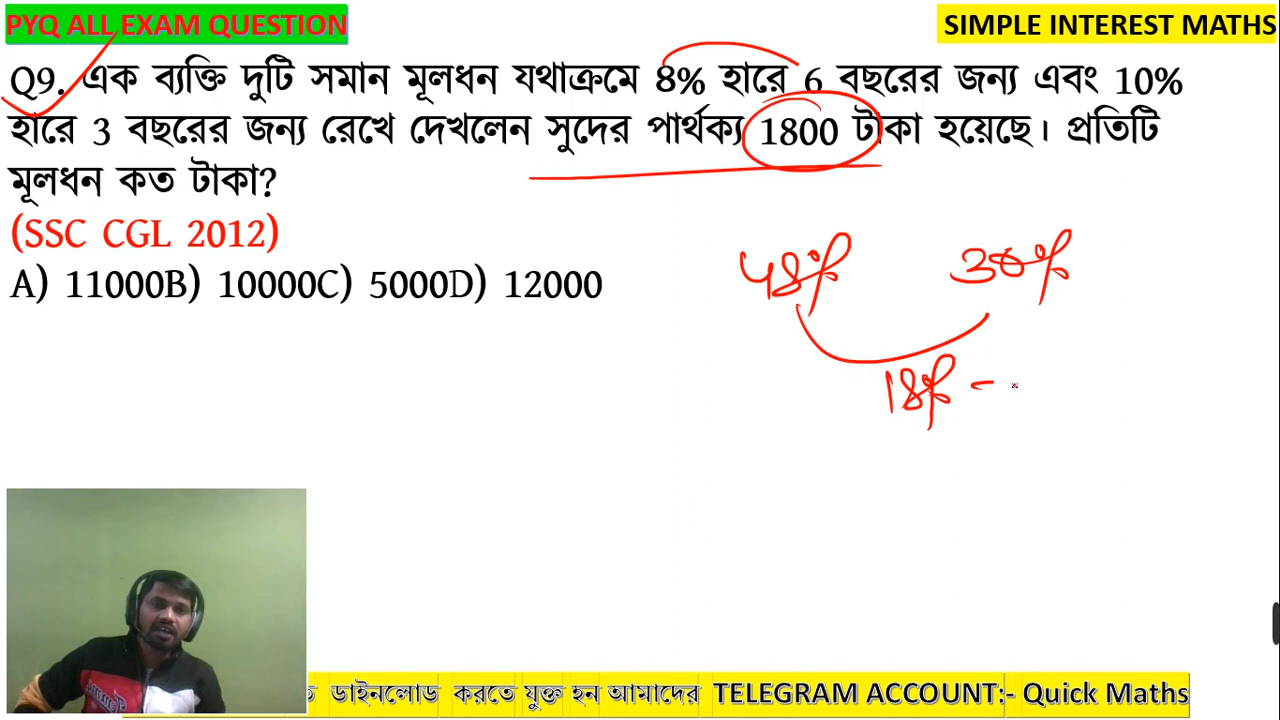 PYQ ALL EXAM QUESTION
SIMPLE INTEREST MATHS
Q9. এক ব্যক্তি দুটি সমান মূলধন যথাক্রমে ৪% হারে 6 বছরের জন্য এবং 10%
হারে 3 বছরের জন্য রেখে দেখলেন সুদের পার্থক্য 1800 টাকা হয়েছে। প্রতিটি
মূলধন কত টাকা?
(SSC CGL 2012)
A) 11000B) 10000C) 5000D) 12000
48% 30%
18% -
ডাইনলোড করতে যুক্ত হন আমাদের TELEGRAM ACCOUNT:- Quick Maths